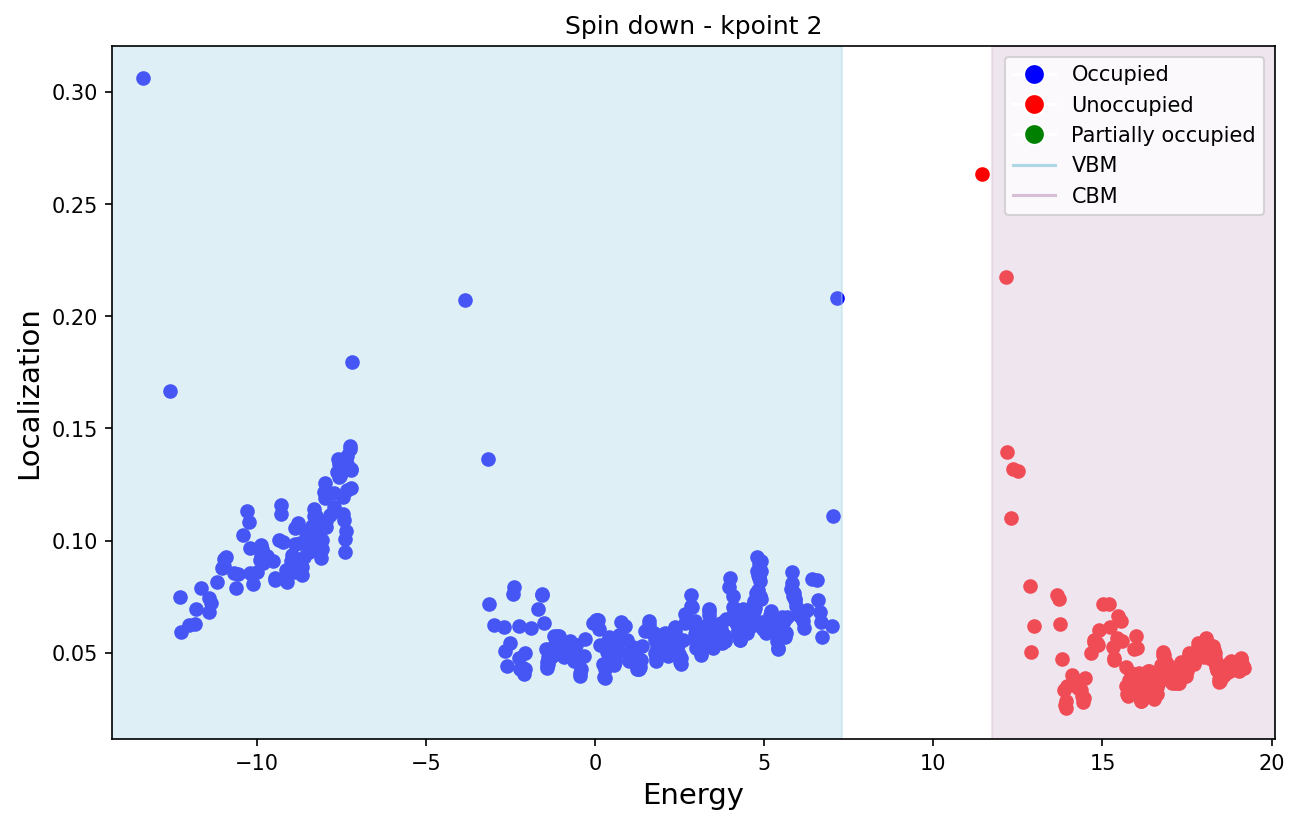 Spin down - kpoint 2
Localization
0.30
0.25
0.20
0.15
0.10
0.05
Occupied
Unoccupied
Partially occupied
VBM
CBM
−10
−5
0
5
10
15
20
Energy